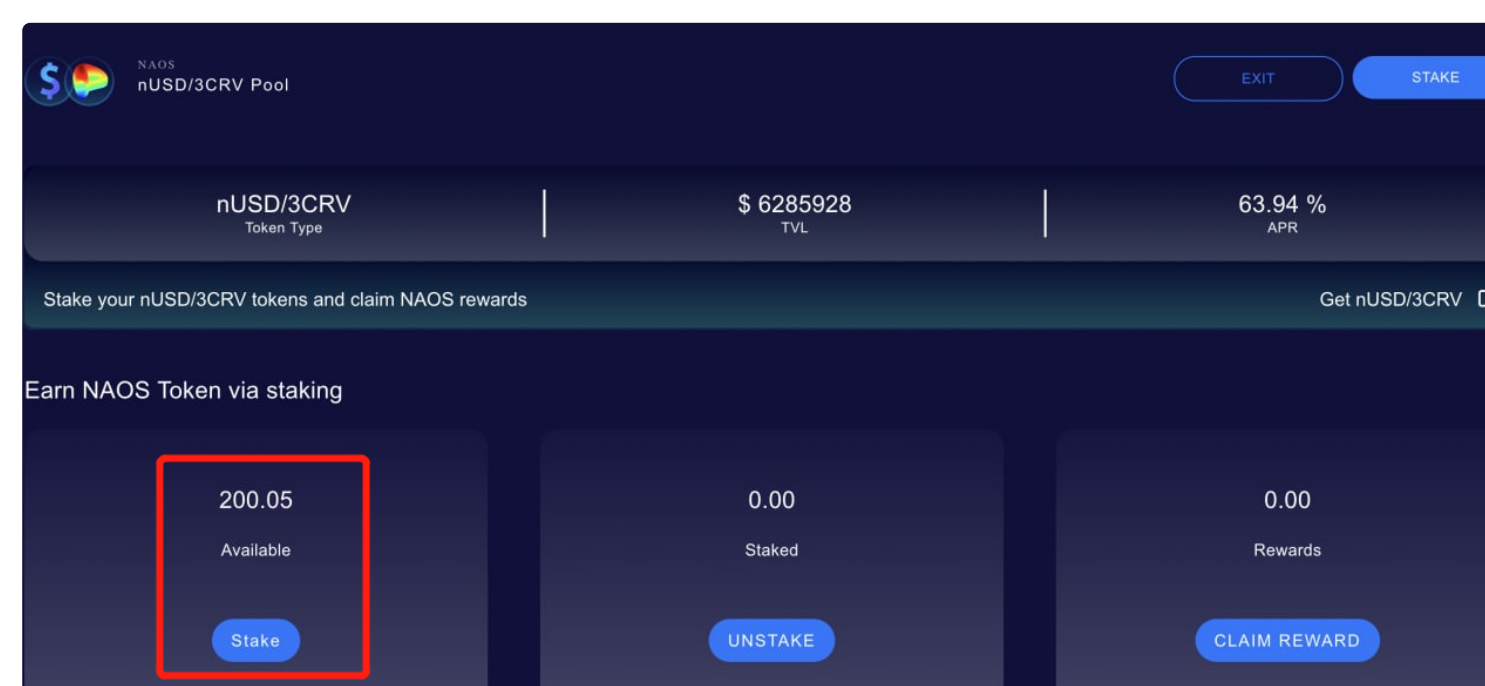 NAOS
nUSD/3CRV Pool
EXIT
STAKE
nUSD/3CRV
Token Type
$ 6285928
TVL
63.94 %
APR
Stake your nUSD/3CRV tokens and claim NAOS rewards
Get nUSD/3CRV
Earn NAOS Token via staking
200.05
Available
Stake
0.00
Staked
UNSTAKE
0.00
Rewards
CLAIM REWARD